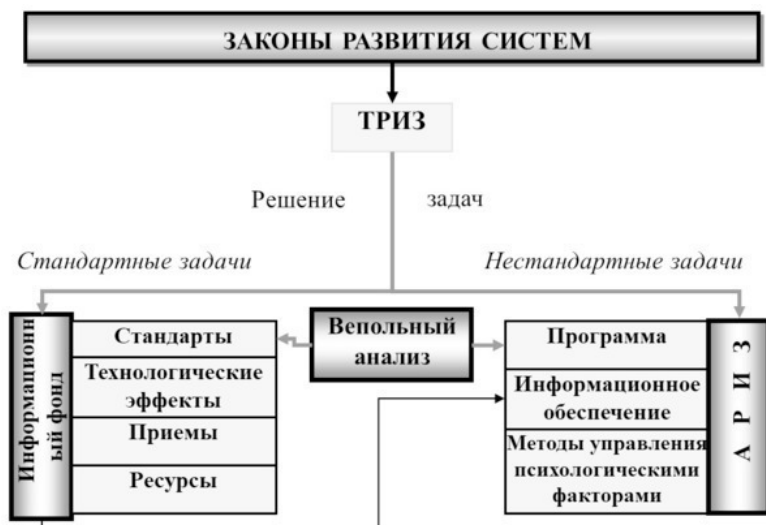 ЗАКОНЫ РАЗВИТИЯ СИСТЕМ
ТРИЗ
Решение задач
Стандартные задачи
Нестандартные задачи
Информационн
ый фонд
Стандарты
Технологические
эффекты
Приемы
Ресурсы
Вепольный
анализ
Программа
Информационное
обеспечение
Методы управления
психологическими
факторами
А Р И З